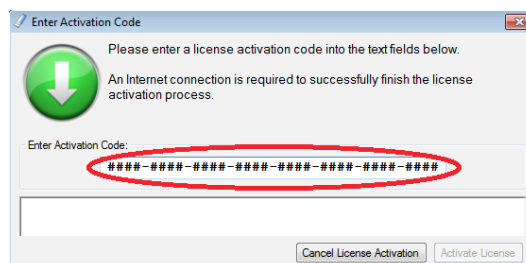 Enter Activation Code
Please enter a license activation code into the text fields below.
An Internet connection is required to successfully finish the license
activation process.
Enter Activation Code:
####-####-####-####-####-####-####-####
Cancel License Activation
Activate License